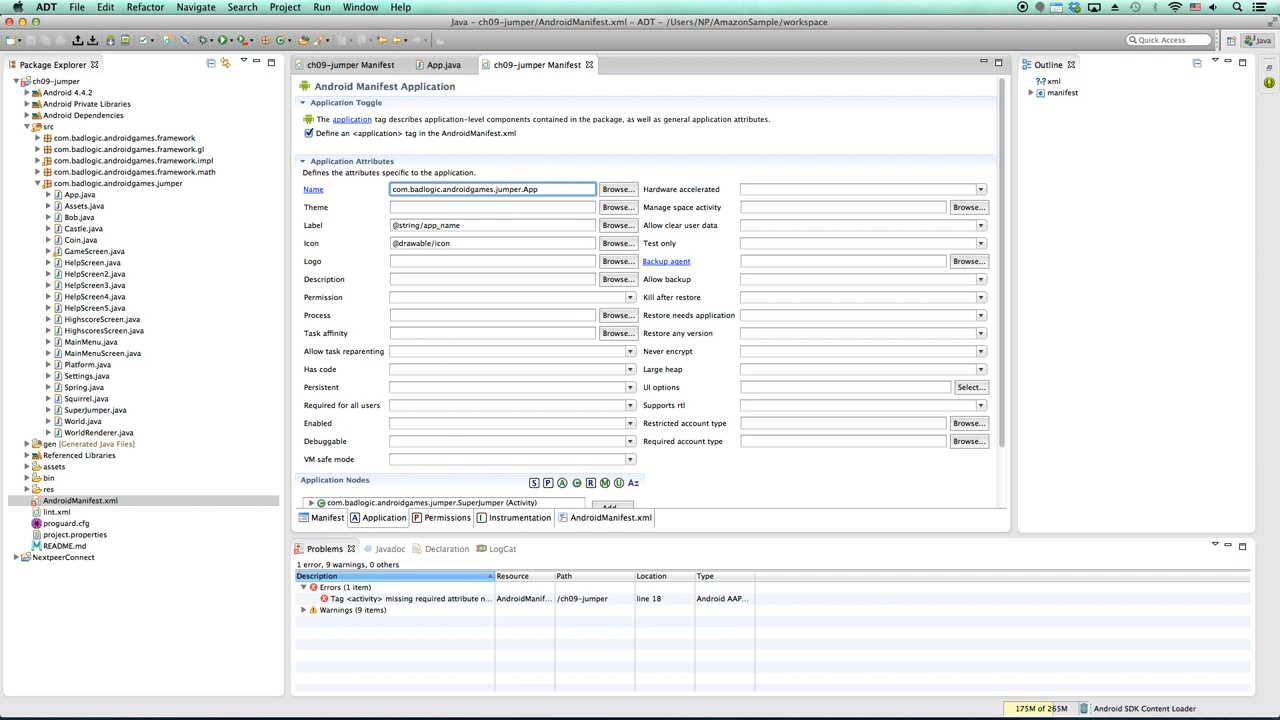 ADT File Edit Refactor Navigate Search Project Run Window Help
Java – ch09-jumper/AndroidManifest.xml – ADT – /Users/NP/AmazonSample/workspace
Quick Access
Java
Package Explorer
ch09-jumper
Android 4.4.2
Android Private Libraries
Android Dependencies
src
com.badlogic.androidgames.framework
com.badlogic.androidgames.framework.gl
com.badlogic.androidgames.framework.impl
com.badlogic.androidgames.framework.math
com.badlogic.androidgames.jumper
App.java
Assets.java
Bob.java
Castle.java
Coin.java
GameScreen.java
HelpScreen.java
HelpScreen2.java
HelpScreen3.java
HelpScreen4.java
HelpScreen5.java
HighscoreScreen.java
HighscoresScreen.java
MainMenu.java
MainMenuScreen.java
Platform.java
Settings.java
Spring.java
Squirrel.java
SuperJumper.java
World.java
WorldRenderer.java
gen [Generated Java Files]
Referenced Libraries
assets
bin
res
AndroidManifest.xml
lint.xml
proguard.cfg
project.properties
README.md
NextpeerConnect
ch09-jumper Manifest App.java ch09-jumper Manifest
Android Manifest Application
Application Toggle
The application tag describes application-level components contained in the package, as well as general application attributes.
Define an <application> tag in the AndroidManifest.xml
Application Attributes
Defines the attributes specific to the application.
Name com.badlogic.androidgames.jumper.App Browse... Hardware accelerated
Theme Browse... Manage space activity Browse...
Label @string/app_name Browse... Allow clear user data
Icon @drawable/icon Browse... Test only
Logo Browse... Backup agent Browse...
Description Browse... Allow backup
Permission Kill after restore
Process Browse... Restore needs application
Task affinity Browse... Restore any version
Allow task reparenting Never encrypt
Has code Large heap
Persistent UI options Select...
Required for all users Supports rtl
Enabled Restricted account type Browse...
Debuggable Required account type Browse...
VM safe mode
Application Nodes S P A C R M U Az
com.badlogic.androidgames.jumper.SuperJumper (Activity) Add...
Manifest A Application P Permissions I Instrumentation AndroidManifest.xml
Outline
xml
manifest
Problems Javadoc Declaration LogCat
1 error, 9 warnings, 0 others
Description Resource Path Location Type
Errors (1 item)
Tag <activity> missing required attribute n... AndroidManif... /ch09-jumper line 18 Android AAP...
Warnings (9 items)
175M of 265M Android SDK Content Loader